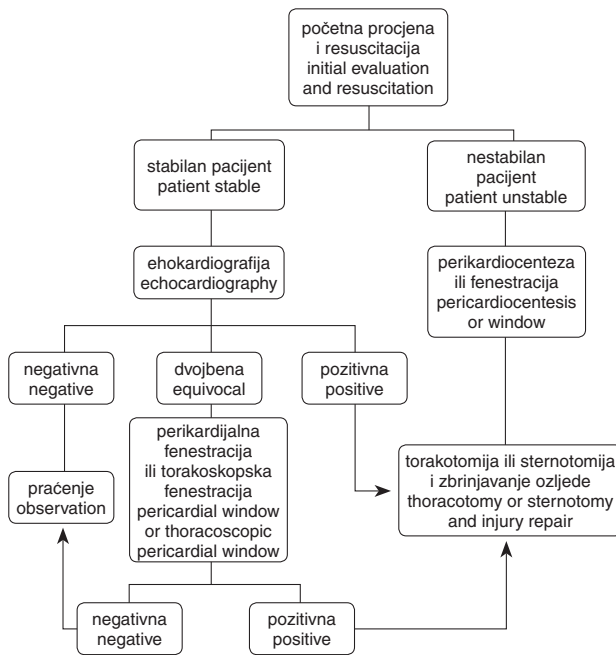 početna procjena
i resuscitacija
initial evaluation
and resuscitation
stabilan pacijent
patient stable
nestabilan
pacijent
patient unstable
ehokardiografija
echocardiography
perikardiocenteza
ili fenestracija
pericardiocentesis
or window
negativna
negative
dvojbena
equivocal
pozitivna
positive
perikardijalna
fenestracija
ili torakoskopska
fenestracija
pericardial window
or thoracoscopic
pericardial window
praćenje
observation
torakotomija ili sternotomija
i zbrinjavanje ozljede
thoracotomy or sternotomy
and injury repair
negativna
negative
pozitivna
positive